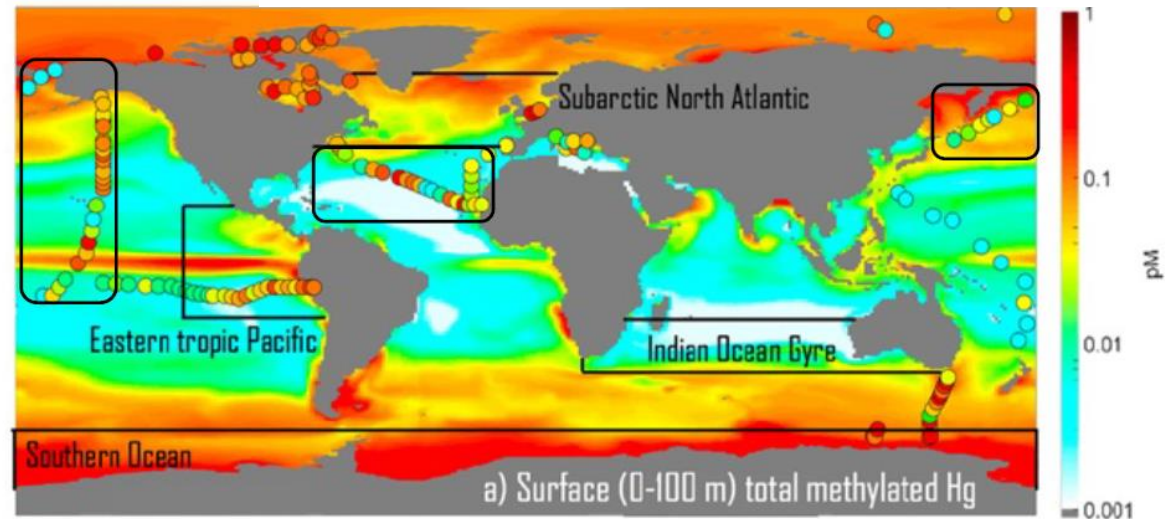 Subarctic North Atlantic
Eastern tropic Pacific
Indian Ocean Gyre
Southern Ocean
a) Surface (0-100 m) total methylated Hg
1
0.1
pM
0.01
0.001